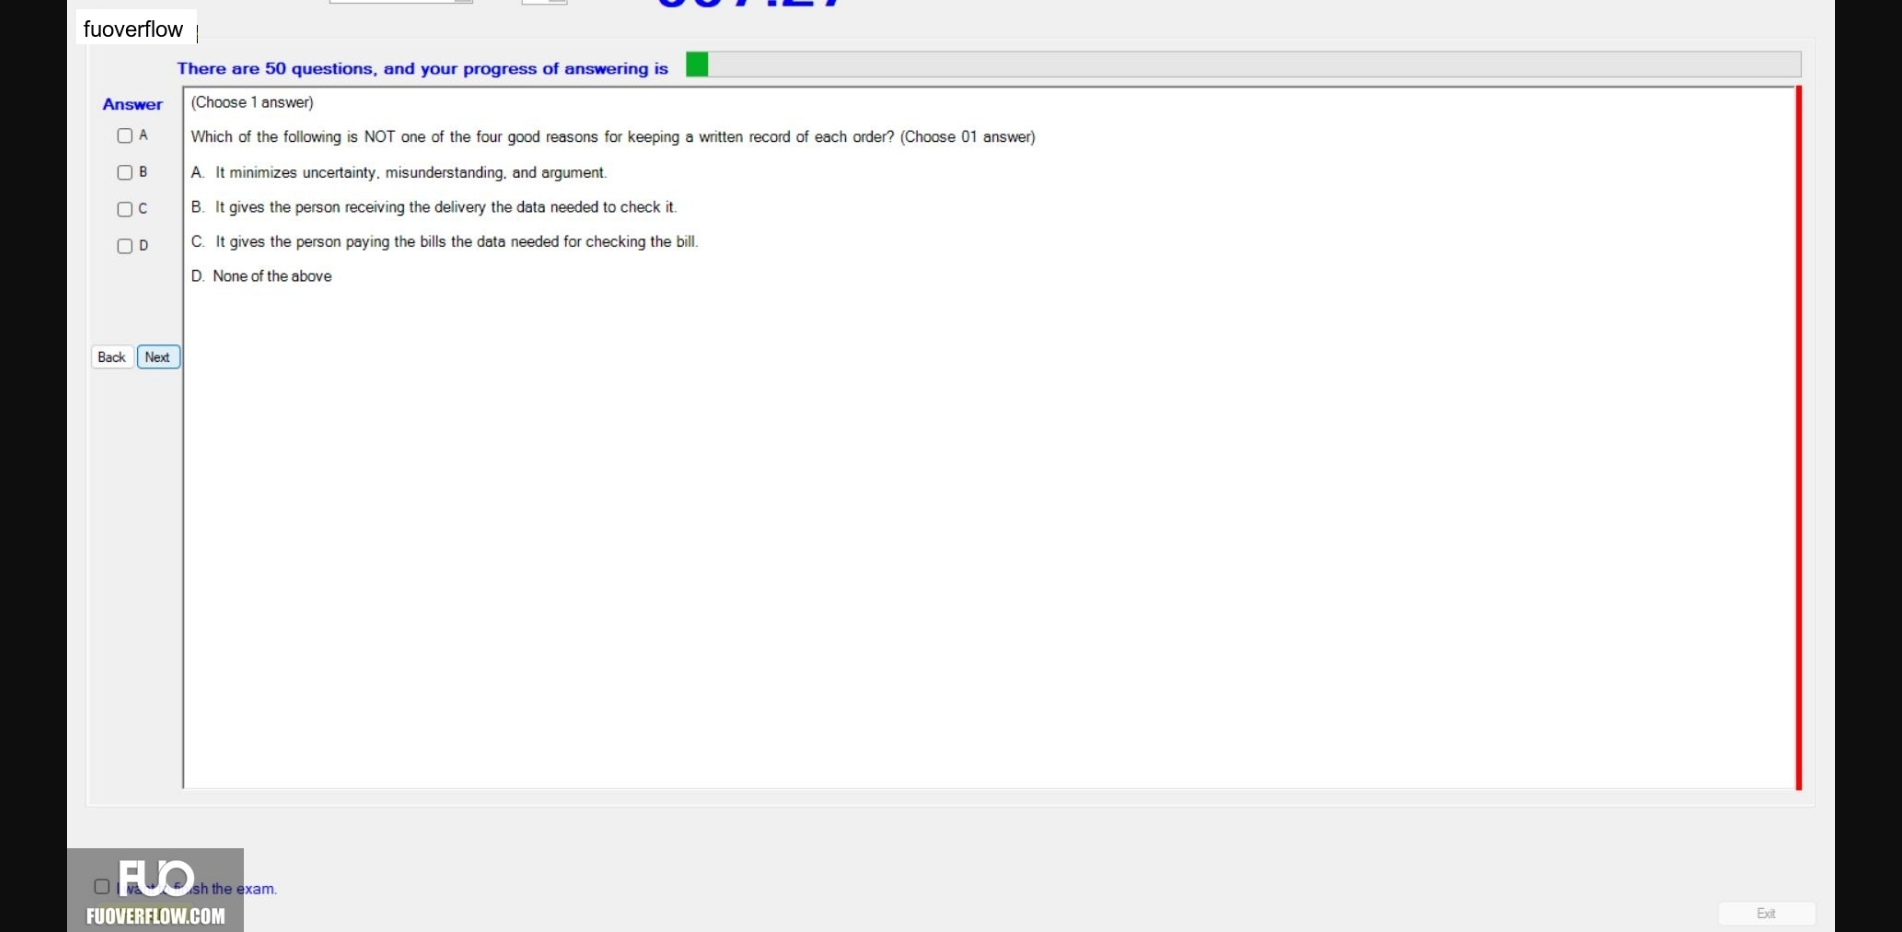 fuoverflow
There are 50 questions, and your progress of answering is
Answer
(Choose 1 answer)
A
Which of the following is NOT one of the four good reasons for keeping a written record of each order? (Choose 01 answer)
B
A. It minimizes uncertainty, misunderstanding, and argument.
C
B. It gives the person receiving the delivery the data needed to check it.
D
C. It gives the person paying the bills the data needed for checking the bill.
D. None of the above
Back Next
FUO
the exam.
FUOVERFLOW.COM
Exit